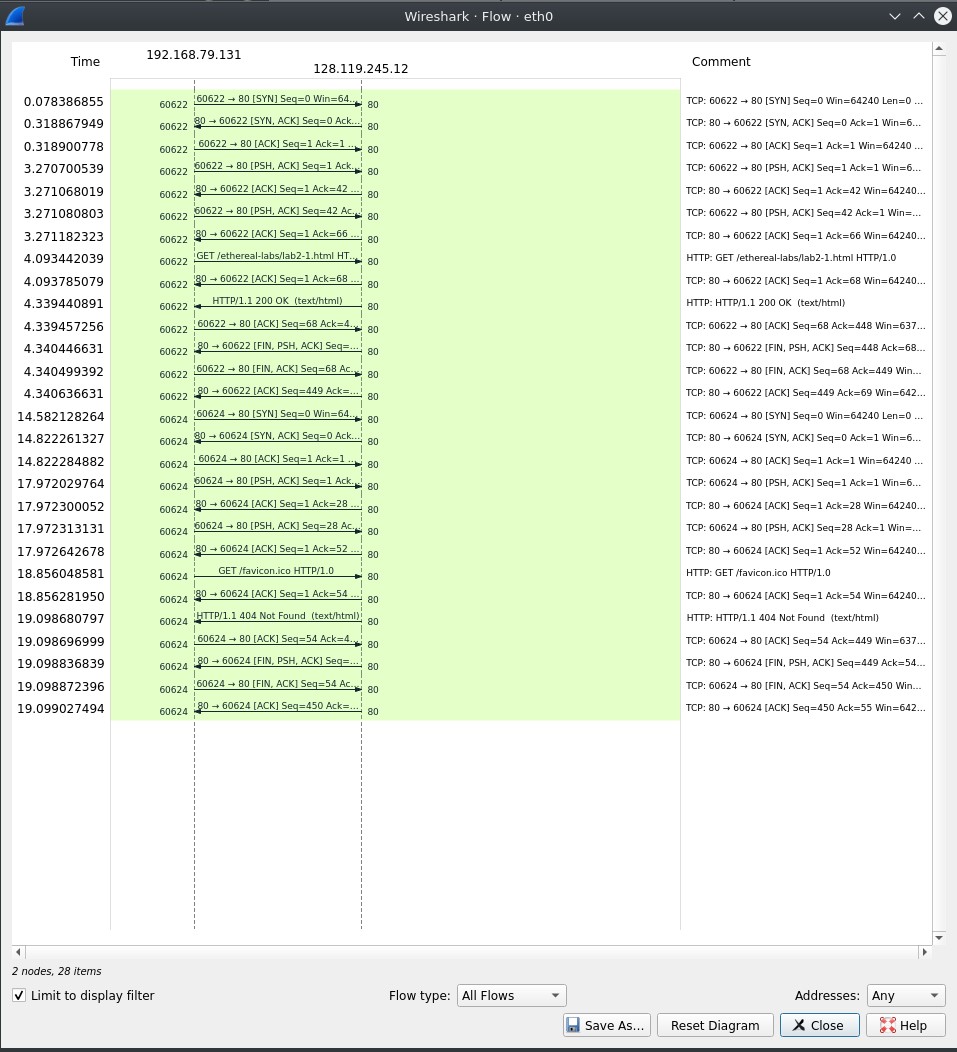 Wireshark · Flow · eth0
Time 192.168.79.131 128.119.245.12 Comment
0.078386855 60622 60622 → 80 [SYN] Seq=0 Win=64... 80 TCP: 60622 → 80 [SYN] Seq=0 Win=64240 Len=0 ...
0.318867949 60622 80 → 60622 [SYN, ACK] Seq=0 Ack... 80 TCP: 80 → 60622 [SYN, ACK] Seq=0 Ack=1 Win=6...
0.318900778 60622 60622 → 80 [ACK] Seq=1 Ack=1 ... 80 TCP: 60622 → 80 [ACK] Seq=1 Ack=1 Win=64240 ...
3.270700539 60622 60622 → 80 [PSH, ACK] Seq=1 Ack... 80 TCP: 60622 → 80 [PSH, ACK] Seq=1 Ack=1 Win=6...
3.271068019 60622 80 → 60622 [ACK] Seq=1 Ack=42 ... 80 TCP: 80 → 60622 [ACK] Seq=1 Ack=42 Win=64240...
3.271080803 60622 60622 → 80 [PSH, ACK] Seq=42 Ac... 80 TCP: 60622 → 80 [PSH, ACK] Seq=42 Ack=1 Win=...
3.271182323 60622 80 → 60622 [ACK] Seq=1 Ack=66 ... 80 TCP: 80 → 60622 [ACK] Seq=1 Ack=66 Win=64240...
4.093442039 60622 GET /ethereal-labs/lab2-1.html HT... 80 HTTP: GET /ethereal-labs/lab2-1.html HTTP/1.0
4.093785079 60622 80 → 60622 [ACK] Seq=1 Ack=68 ... 80 TCP: 80 → 60622 [ACK] Seq=1 Ack=68 Win=64240...
4.339440891 60622 HTTP/1.1 200 OK (text/html) 80 HTTP: HTTP/1.1 200 OK (text/html)
4.339457256 60622 60622 → 80 [ACK] Seq=68 Ack=4... 80 TCP: 60622 → 80 [ACK] Seq=68 Ack=448 Win=637...
4.340446631 60622 80 → 60622 [FIN, PSH, ACK] Seq=... 80 TCP: 80 → 60622 [FIN, PSH, ACK] Seq=448 Ack=68...
4.340499392 60622 60622 → 80 [FIN, ACK] Seq=68 Ac... 80 TCP: 60622 → 80 [FIN, ACK] Seq=68 Ack=449 Win...
4.340636631 60622 80 → 60622 [ACK] Seq=449 Ack=... 80 TCP: 80 → 60622 [ACK] Seq=449 Ack=69 Win=642...
14.582128264 60624 60624 → 80 [SYN] Seq=0 Win=64... 80 TCP: 60624 → 80 [SYN] Seq=0 Win=64240 Len=0 ...
14.822261327 60624 80 → 60624 [SYN, ACK] Seq=0 Ack... 80 TCP: 80 → 60624 [SYN, ACK] Seq=0 Ack=1 Win=6...
14.822284882 60624 60624 → 80 [ACK] Seq=1 Ack=1 ... 80 TCP: 60624 → 80 [ACK] Seq=1 Ack=1 Win=64240 ...
17.972029764 60624 60624 → 80 [PSH, ACK] Seq=1 Ack... 80 TCP: 60624 → 80 [PSH, ACK] Seq=1 Ack=1 Win=6...
17.972300052 60624 80 → 60624 [ACK] Seq=1 Ack=28 ... 80 TCP: 80 → 60624 [ACK] Seq=1 Ack=28 Win=64240...
17.972313131 60624 60624 → 80 [PSH, ACK] Seq=28 Ac... 80 TCP: 60624 → 80 [PSH, ACK] Seq=28 Ack=1 Win=...
17.972642678 60624 80 → 60624 [ACK] Seq=1 Ack=52 ... 80 TCP: 80 → 60624 [ACK] Seq=1 Ack=52 Win=64240...
18.856048581 60624 GET /favicon.ico HTTP/1.0 80 HTTP: GET /favicon.ico HTTP/1.0
18.856281950 60624 80 → 60624 [ACK] Seq=1 Ack=54 ... 80 TCP: 80 → 60624 [ACK] Seq=1 Ack=54 Win=64240...
19.098680797 60624 HTTP/1.1 404 Not Found (text/html) 80 HTTP: HTTP/1.1 404 Not Found (text/html)
19.098696999 60624 60624 → 80 [ACK] Seq=54 Ack=4... 80 TCP: 60624 → 80 [ACK] Seq=54 Ack=449 Win=637...
19.098836839 60624 80 → 60624 [FIN, PSH, ACK] Seq=... 80 TCP: 80 → 60624 [FIN, PSH, ACK] Seq=449 Ack=54...
19.098872396 60624 60624 → 80 [FIN, ACK] Seq=54 Ac... 80 TCP: 60624 → 80 [FIN, ACK] Seq=54 Ack=450 Win...
19.099027494 60624 80 → 60624 [ACK] Seq=450 Ack=... 80 TCP: 80 → 60624 [ACK] Seq=450 Ack=55 Win=642...
2 nodes, 28 items
Limit to display filter Flow type: All Flows Addresses: Any
Save As... Reset Diagram Close Help